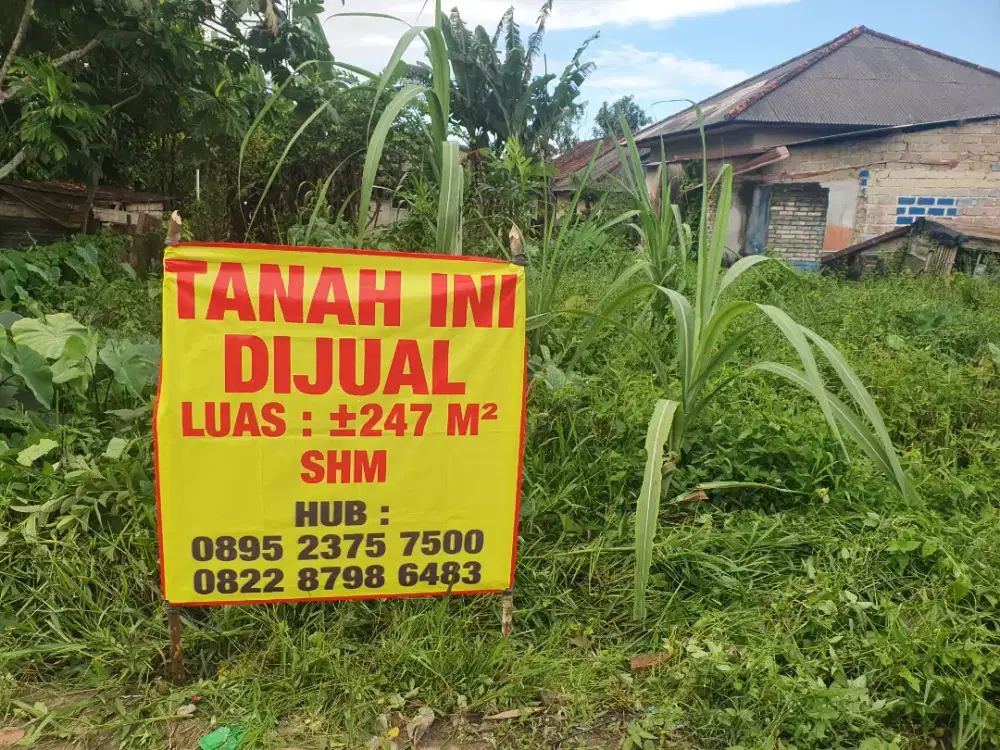 TANAH INI
DIJUAL
LUAS : ±247 M²
SHM
HUB :
0895 2375 7500
0822 8798 6483